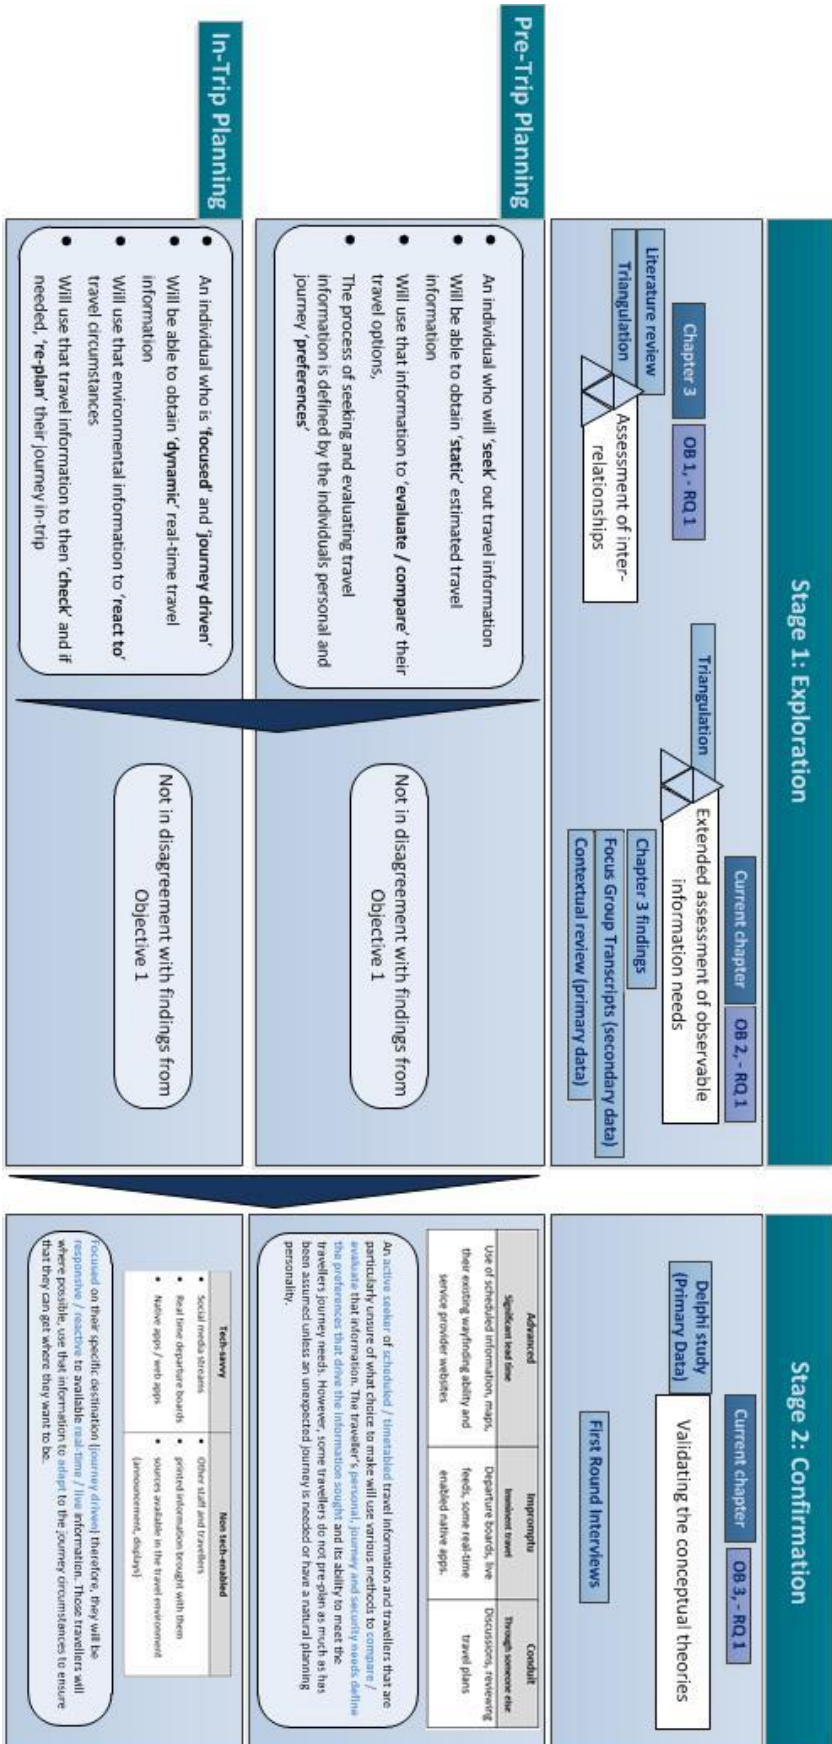 Stage 1: Exploration
Chapter 3
OB 1, - RQ 1
Literature review
Triangulation
Assessment of inter-
relationships
Current chapter
OB 2, - RQ 1
Triangulation
Extended assessment of observable
information needs
Chapter 3 findings
Focus Group Transcripts (secondary data)
Contextual review (primary data)
Stage 2: Confirmation
Current chapter
OB 3, - RQ 1
Delphi study
(Primary Data)
Validating the conceptual theories
First Round Interviews
Pre-Trip Planning
● An individual who will ‘seek’ out travel information
● Will be able to obtain ‘static’ estimated travel
information
● Will use that information to ‘evaluate / compare’ their
travel options,
● The process of seeking and evaluating travel
information is defined by the individuals personal and
journey ‘preferences’
Not in disagreement with findings from
Objective 1
Advanced
Significant lead time
Impromptu
Imminent travel
Conduit
Through someone else
Use of scheduled information, maps,
their existing wayfinding ability and
service provider websites
Departure boards, live
feeds, some real-time
enabled native apps.
Discussions, reviewing
travel plans
An active seeker of scheduled / timetabled travel information and travellers that are
particularly unsure of what choice to make will use various methods to compare /
evaluate that information. The traveller's personal, journey and security needs define
the preferences that drive the information sought and its ability to meet the
travellers journey needs. However, some travellers do not pre-plan as much as has
been assumed unless an unexpected journey is needed or have a natural planning
personality.
In-Trip Planning
● An individual who is ‘focused’ and ‘journey driven’
● Will be able to obtain ‘dynamic’ real-time travel
information
● Will use that environmental information to ‘react to’
travel circumstances
● Will use that travel information to then ‘check’ and if
needed, ‘re-plan’ their journey in-trip
Not in disagreement with findings from
Objective 1
Tech-savvy
Non tech-enabled
● Social media streams
● Real time departure boards
● Native apps / web apps
● Other staff and travellers
● printed information brought with them
● sources available in the travel environment
(announcement, displays)
Focused on their specific destination (journey driven) therefore, they will be
responsive / reactive to available real-time / live information. Those travellers will
where possible, use that information to adapt to the journey circumstances to ensure
that they can get where they want to be.